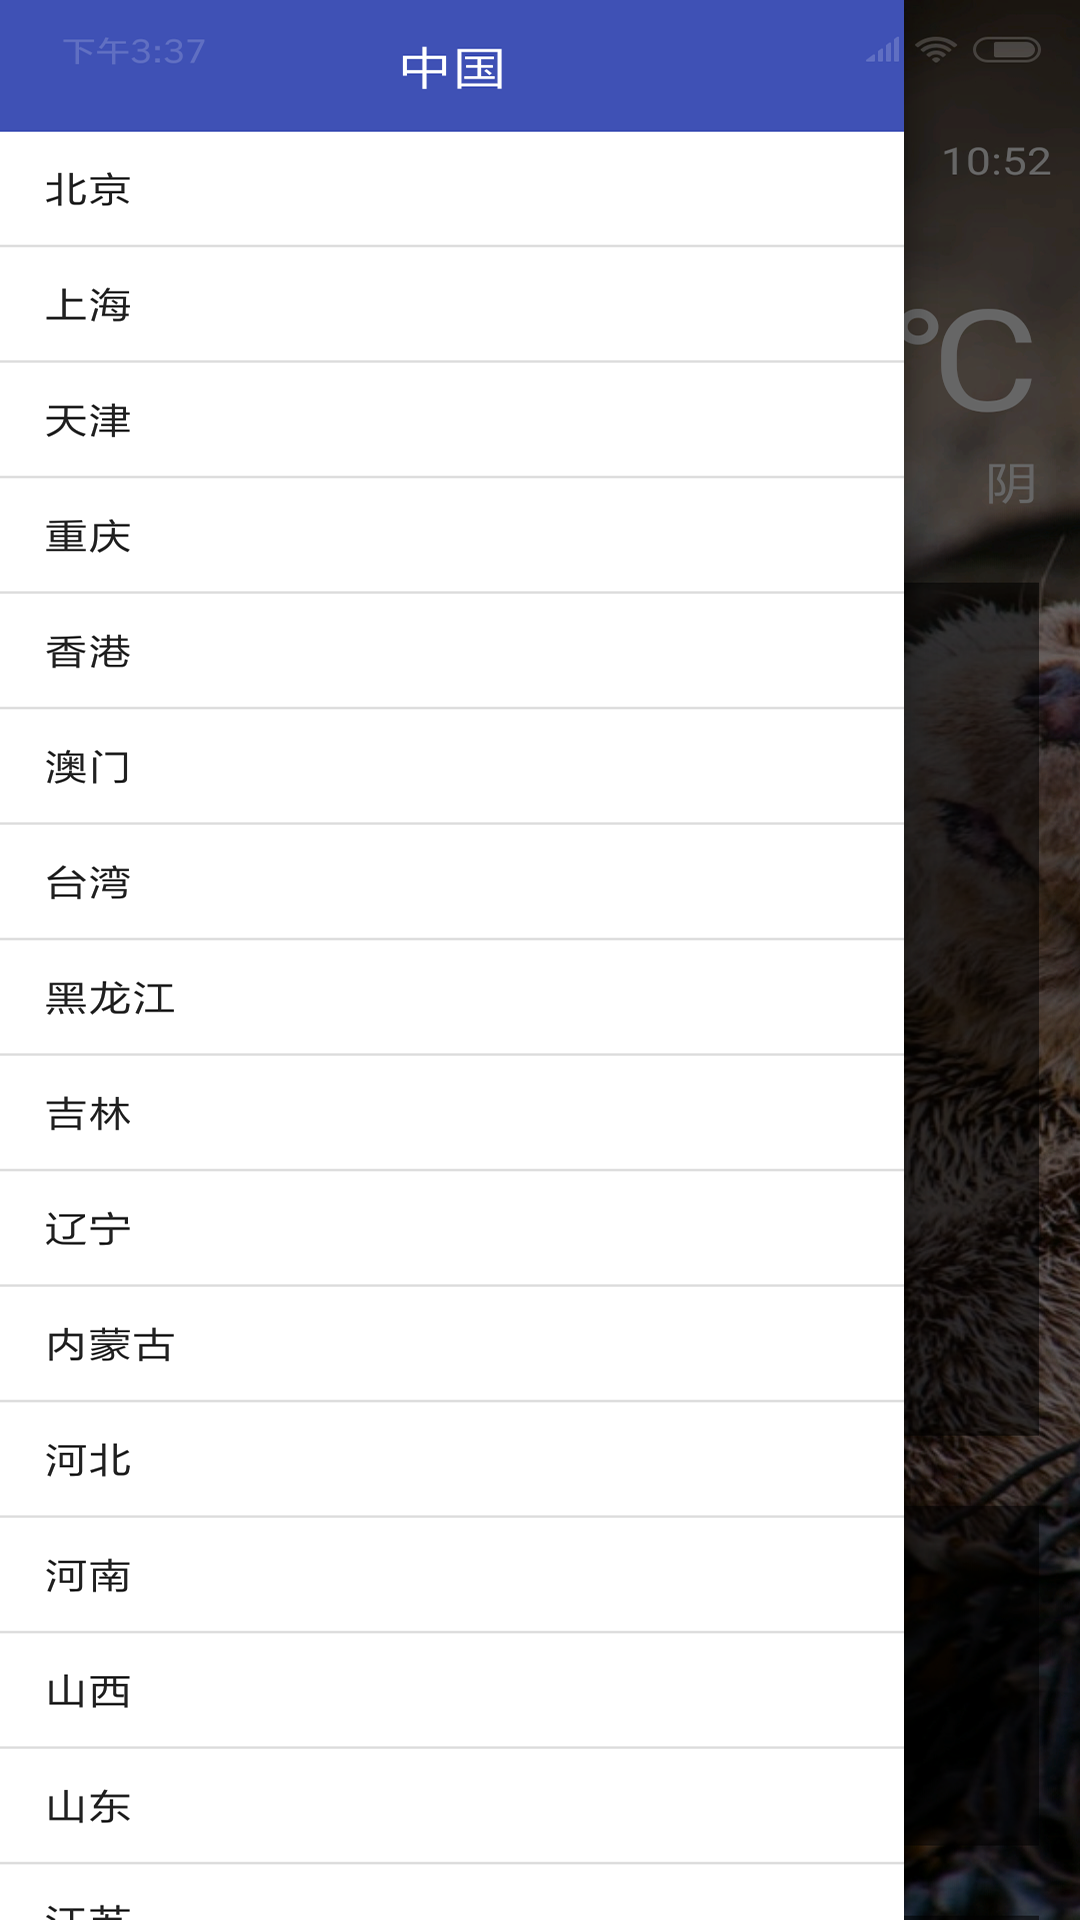 下午3:37
中国
10:52
℃
阴
北京
上海
天津
重庆
香港
澳门
台湾
黑龙江
吉林
辽宁
内蒙古
河北
河南
山西
山东
江苏